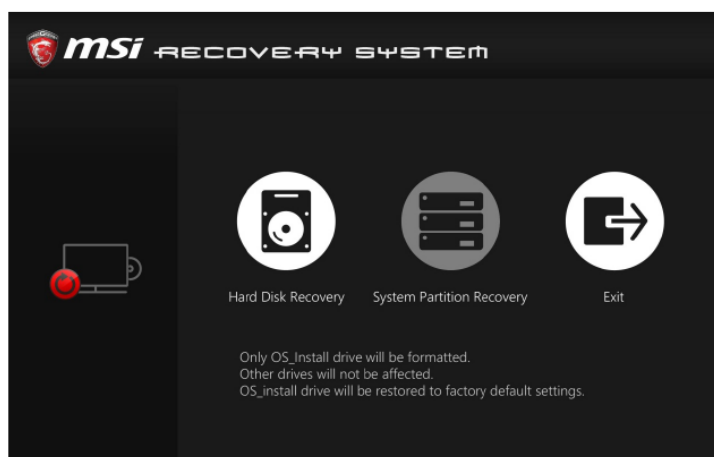 msi RECOVERY SYSTEM
Hard Disk Recovery
System Partition Recovery
Exit
Only OS_Install drive will be formatted.
Other drives will not be affected.
OS_install drive will be restored to factory default settings.